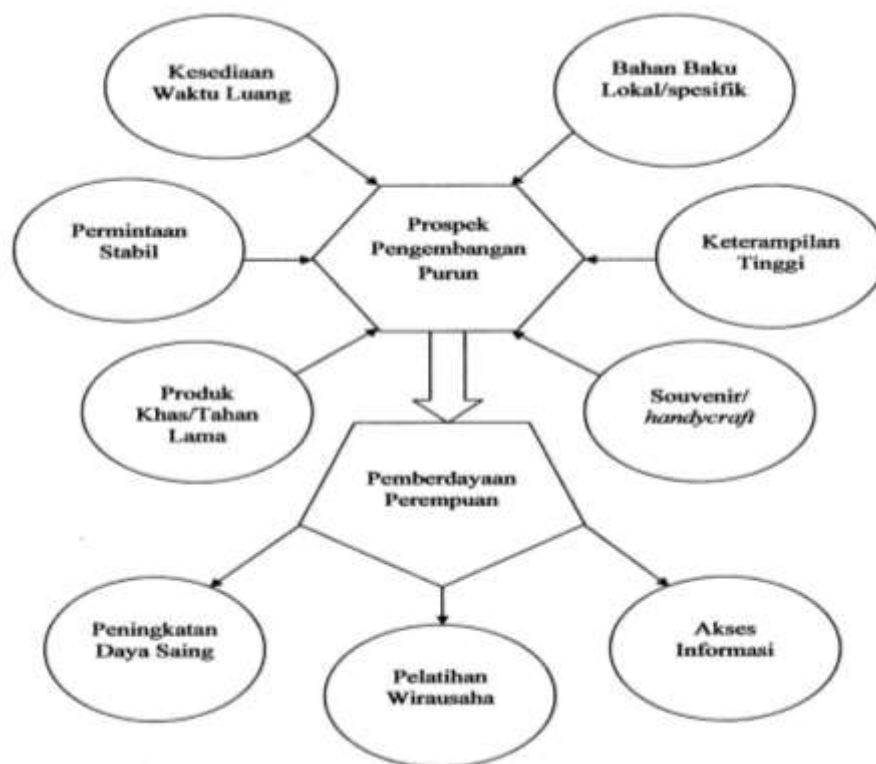 Kesediaan
Waktu Luang
Bahan Baku
Lokal/spesifik
Permintaan
Stabil
Prospek
Pengembangan
Purun
Keterampilan
Tinggi
Produk
Khas/Tahan
Lama
Souvenir/
handycraft
Pemberdayaan
Perempuan
Peningkatan
Daya Saing
Pelatihan
Wirausaha
Akses
Informasi